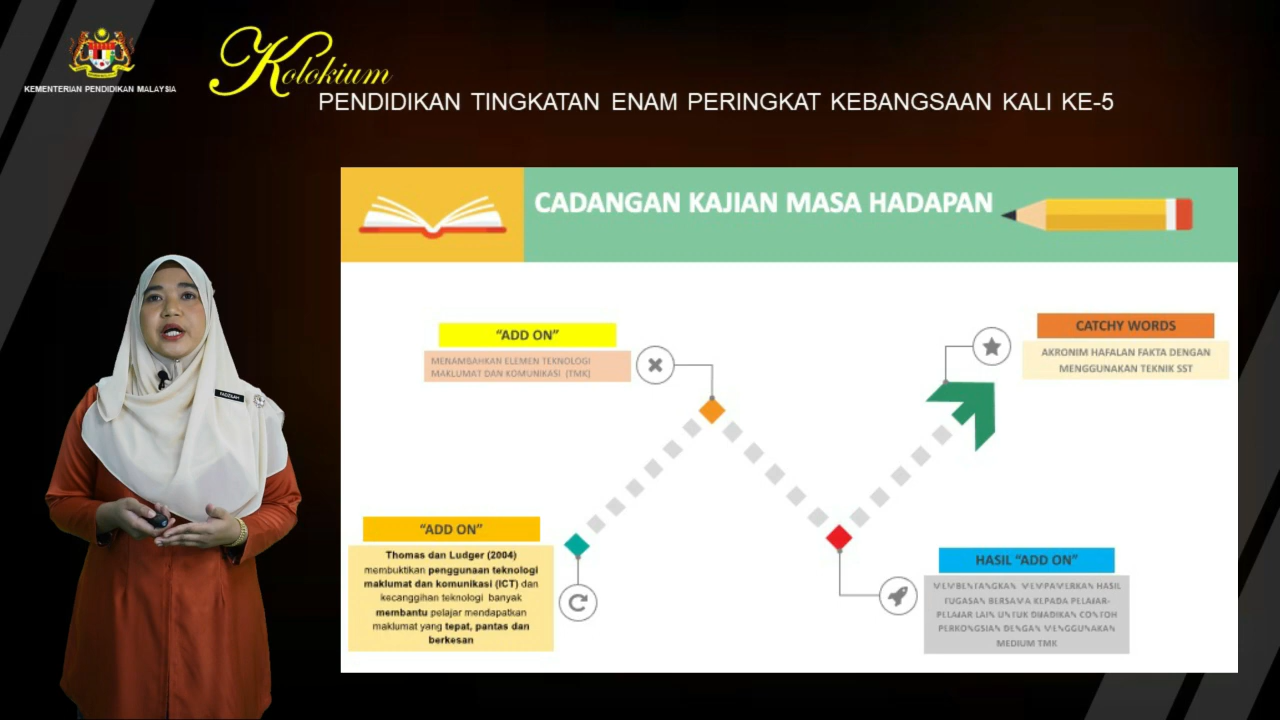 KEMENTERIAN PENDIDIKAN MALAYSIA
Kolokium
PENDIDIKAN TINGKATAN ENAM PERINGKAT KEBANGSAAN KALI KE-5
CADANGAN KAJIAN MASA HADAPAN
“ADD ON”
MENAMBAHKAN ELEMEN TEKNOLOGI
MAKLUMAT DAN KOMUNIKASI (TMK)
CATCHY WORDS
AKRONIM HAFALAN FAKTA DENGAN
MENGGUNAKAN TEKNIK SST
“ADD ON”
Thomas dan Ludger (2004)
membuktikan penggunaan teknologi
maklumat dan komunikasi (ICT) dan
kecanggihan teknologi banyak
membantu pelajar mendapatkan
maklumat yang tepat, pantas dan
berkesan
HASIL “ADD ON”
MEMBENTANGKAN MEMPAMERKAN HASIL
TUGASAN BERSAMA KEPADA PELAJAR-
PELAJAR LAIN UNTUK DIJADIKAN CONTOH
PERKONGSIAN DENGAN MENGGUNAKAN
MEDIUM TMK